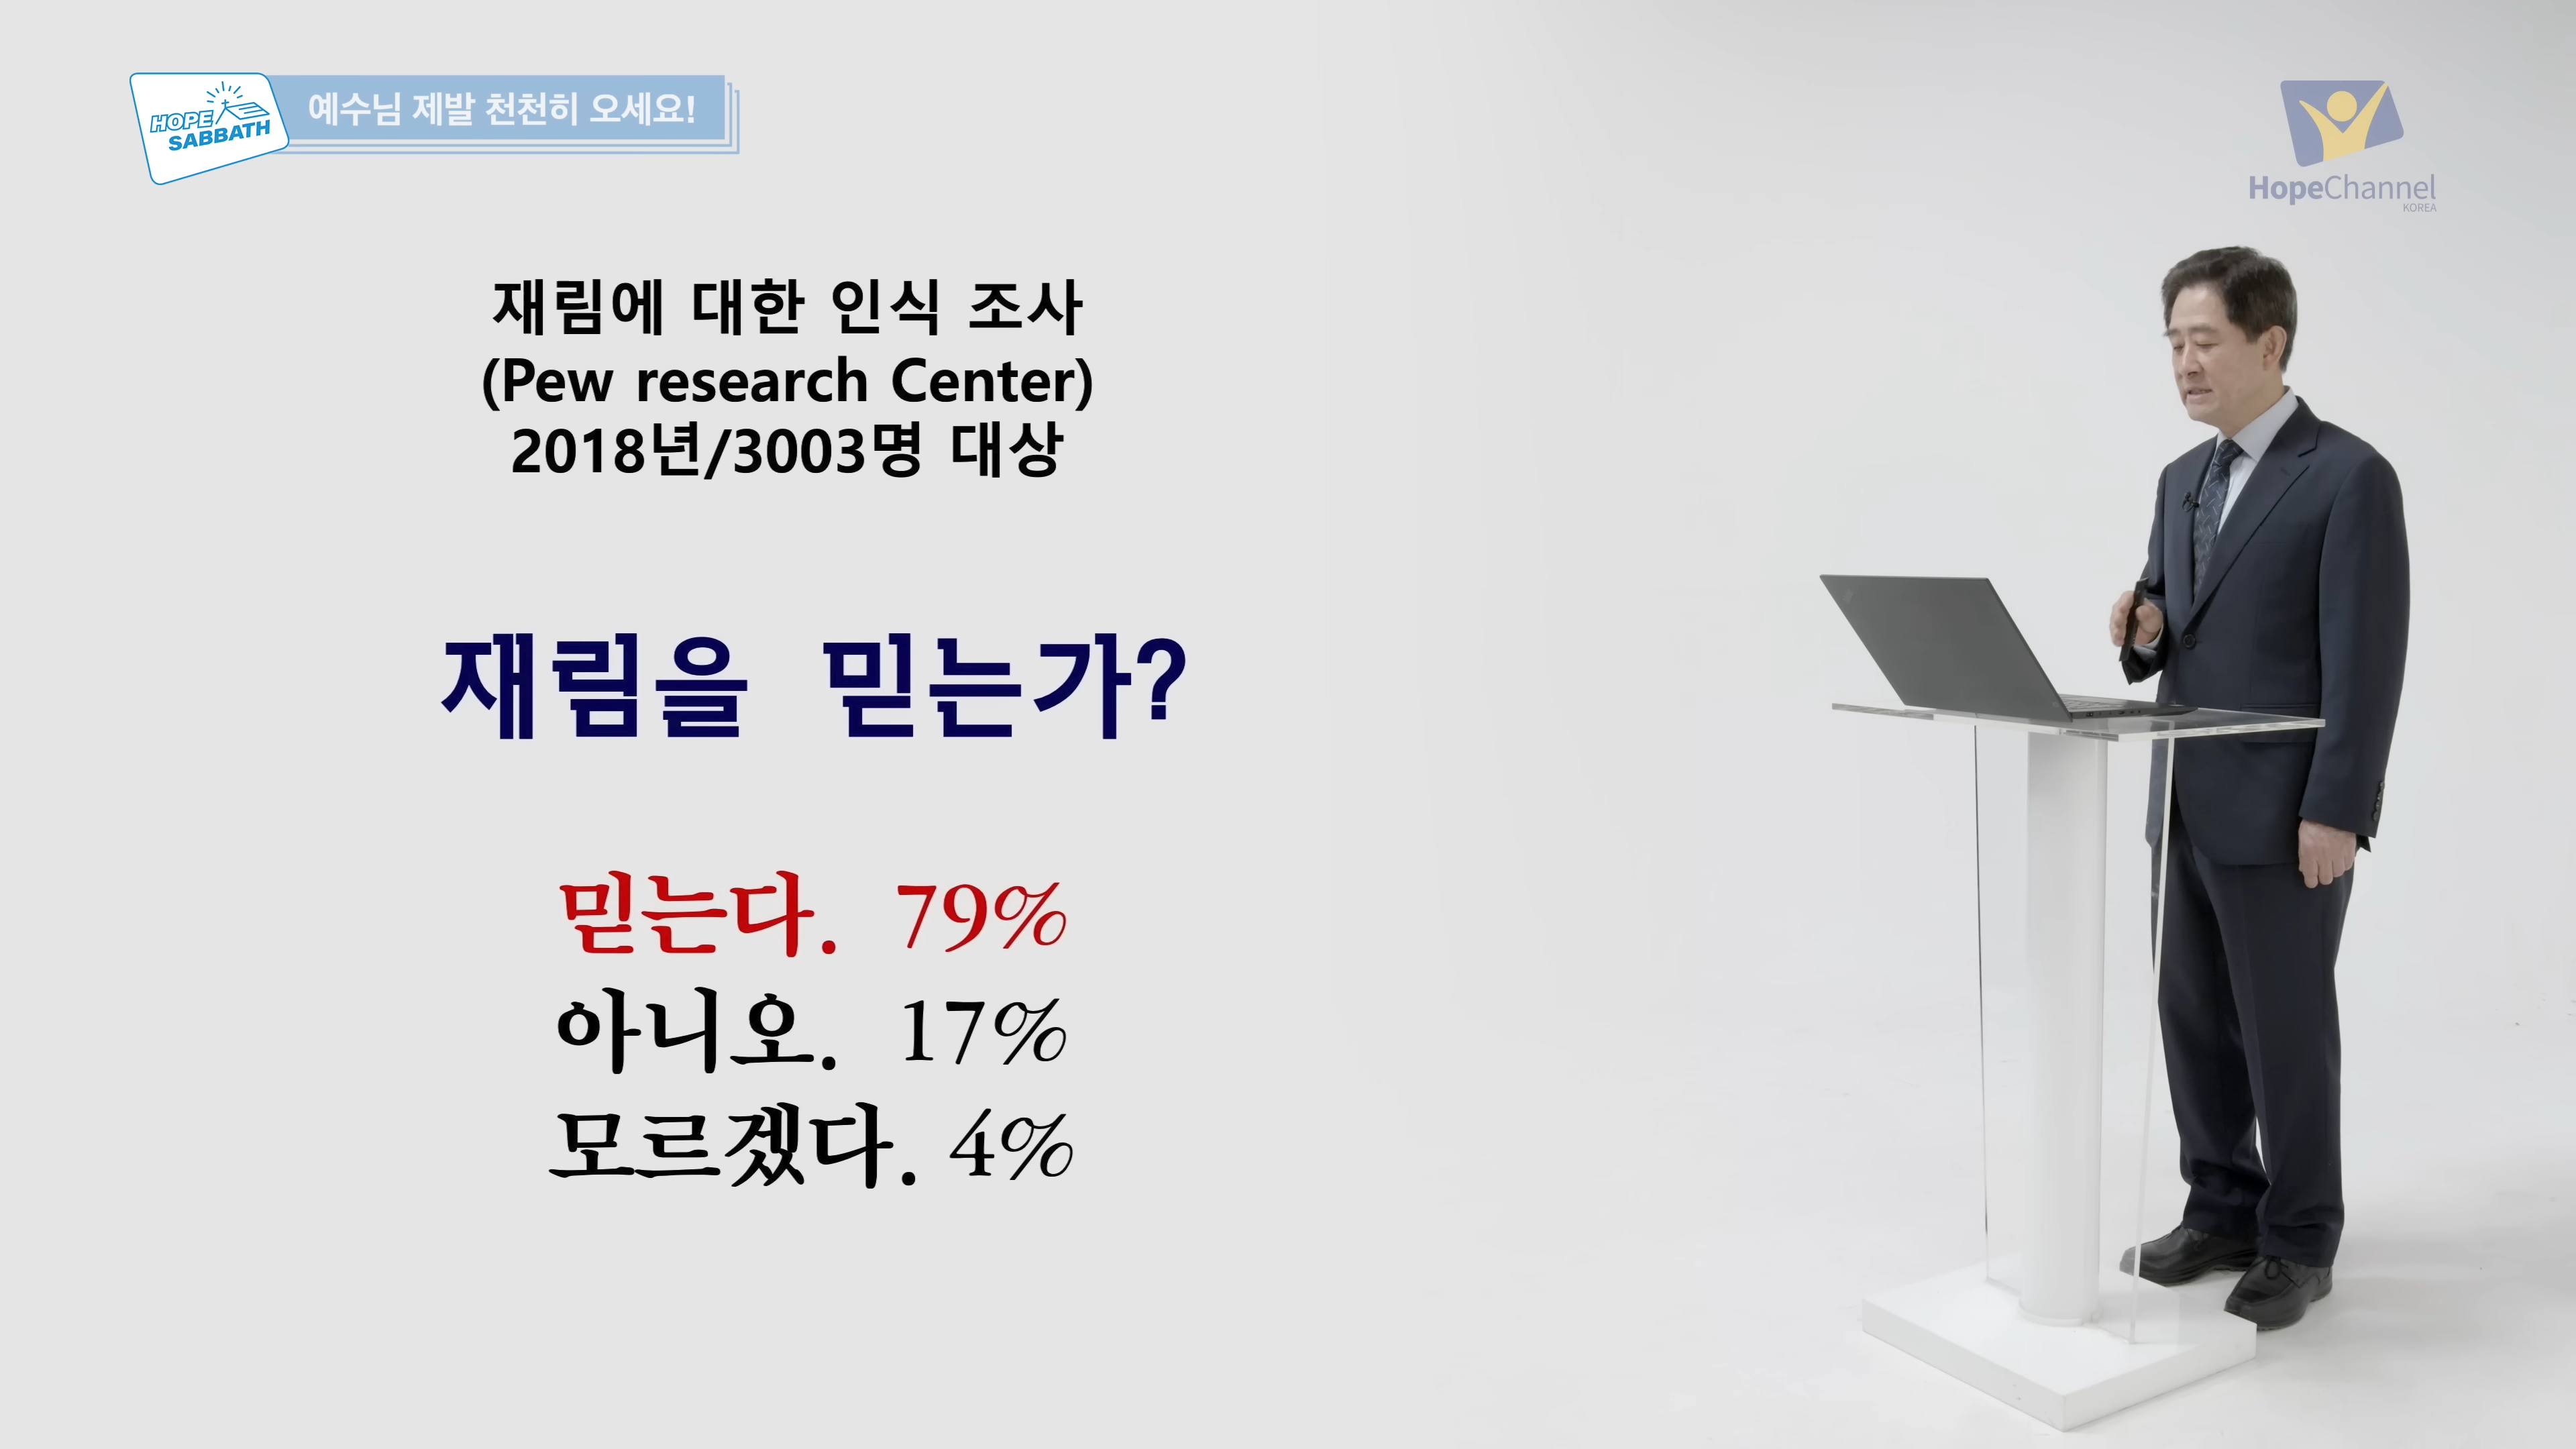 HOPE
SABBATH
예수님 제발 천천히 오세요!
HopeChannel
KOREA
재림에 대한 인식 조사
(Pew research Center)
2018년/3003명 대상
재림을 믿는가?
믿는다. 79%
아니오. 17%
모르겠다. 4%